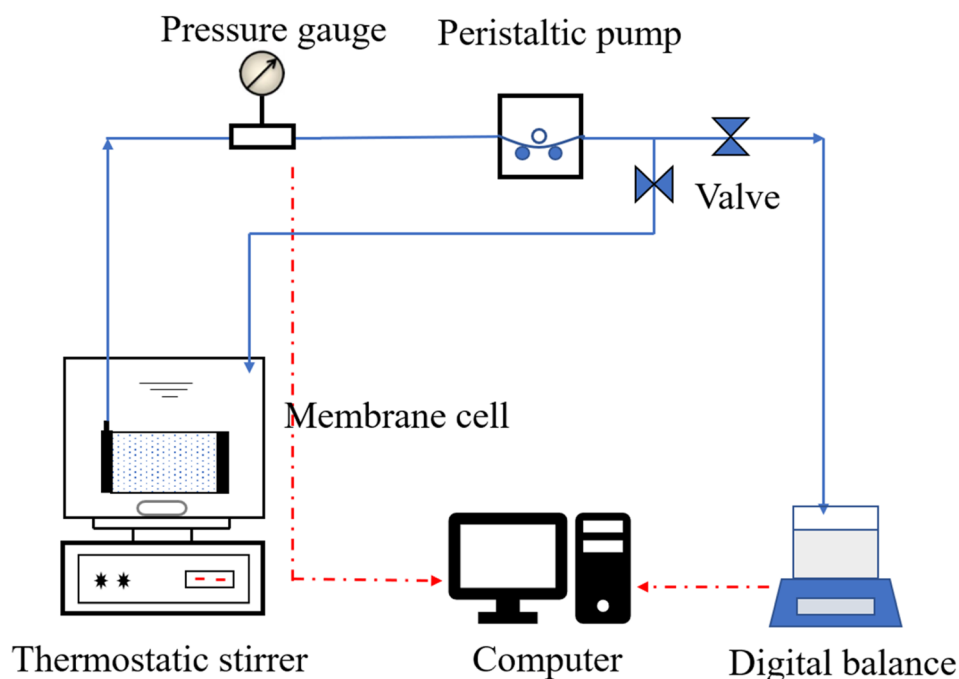 Pressure gauge
Peristaltic pump
Valve
Membrane cell
Thermostatic stirrer
Computer
Digital balance